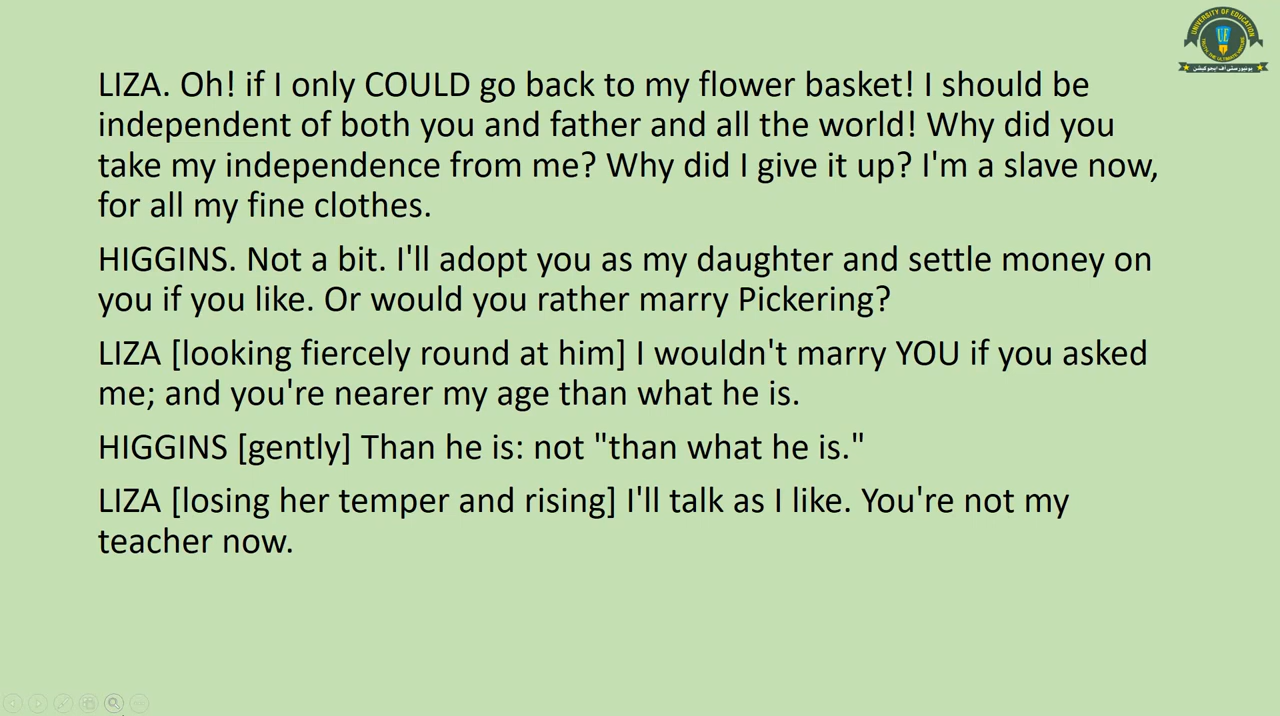 UNIVERSITY OF EDUCATION
UE
یونیورسٹی آف ایجوکیشن
LIZA. Oh! if I only COULD go back to my flower basket! I should be
independent of both you and father and all the world! Why did you
take my independence from me? Why did I give it up? I'm a slave now,
for all my fine clothes.
HIGGINS. Not a bit. I'll adopt you as my daughter and settle money on
you if you like. Or would you rather marry Pickering?
LIZA [looking fiercely round at him] I wouldn't marry YOU if you asked
me; and you're nearer my age than what he is.
HIGGINS [gently] Than he is: not "than what he is."
LIZA [losing her temper and rising] I'll talk as I like. You're not my
teacher now.